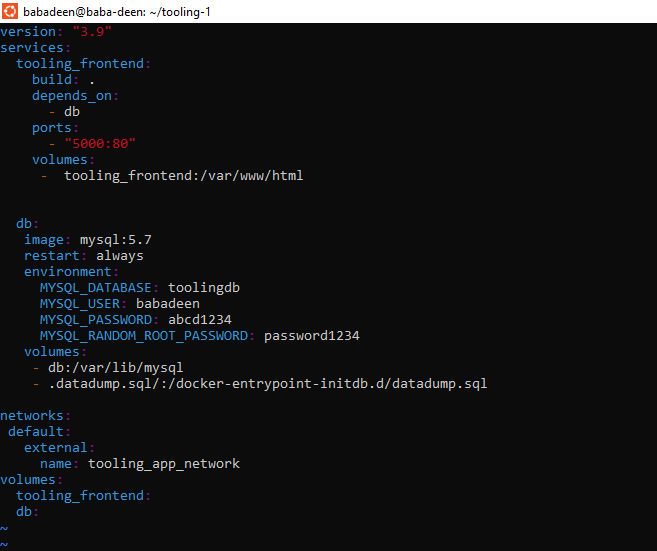 babadeen@baba-deen: ~/tooling-1
version: "3.9"
services:
  tooling_frontend:
    build: .
    depends_on:
      - db
    ports:
      - "5000:80"
    volumes:
     -  tooling_frontend:/var/www/html
  db:
   image: mysql:5.7
   restart: always
   environment:
     MYSQL_DATABASE: toolingdb
     MYSQL_USER: babadeen
     MYSQL_PASSWORD: abcd1234
     MYSQL_RANDOM_ROOT_PASSWORD: password1234
   volumes:
    - db:/var/lib/mysql
    - .datadump.sql/:/docker-entrypoint-initdb.d/datadump.sql
networks:
 default:
   external:
     name: tooling_app_network
volumes:
  tooling_frontend:
  db:
~
~